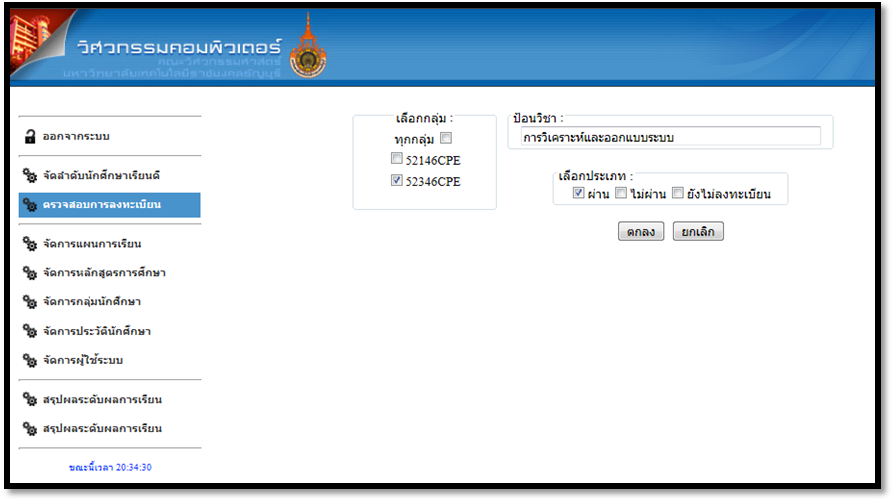 วิศวกรรมคอมพิวเตอร์
คณะวิศวกรรมศาสตร์
มหาวิทยาลัยเทคโนโลยีราชมงคลธัญบุรี
ออกจากระบบ
จัดลำดับนักศึกษาเรียนดี
ตรวจสอบการลงทะเบียน
จัดการแผนการเรียน
จัดการหลักสูตรการศึกษา
จัดการกลุ่มนักศึกษา
จัดการประวัตินักศึกษา
จัดการผู้ใช้ระบบ
สรุปผลระดับผลการเรียน
สรุปผลระดับผลการเรียน
ขณะนี้เวลา 20:34:30
เลือกกลุ่ม :
ทุกกลุ่ม
52146CPE
52346CPE
ป้อนวิชา :
การวิเคราะห์และออกแบบระบบ
เลือกประเภท :
ผ่าน ไม่ผ่าน ยังไม่ลงทะเบียน
ตกลง ยกเลิก